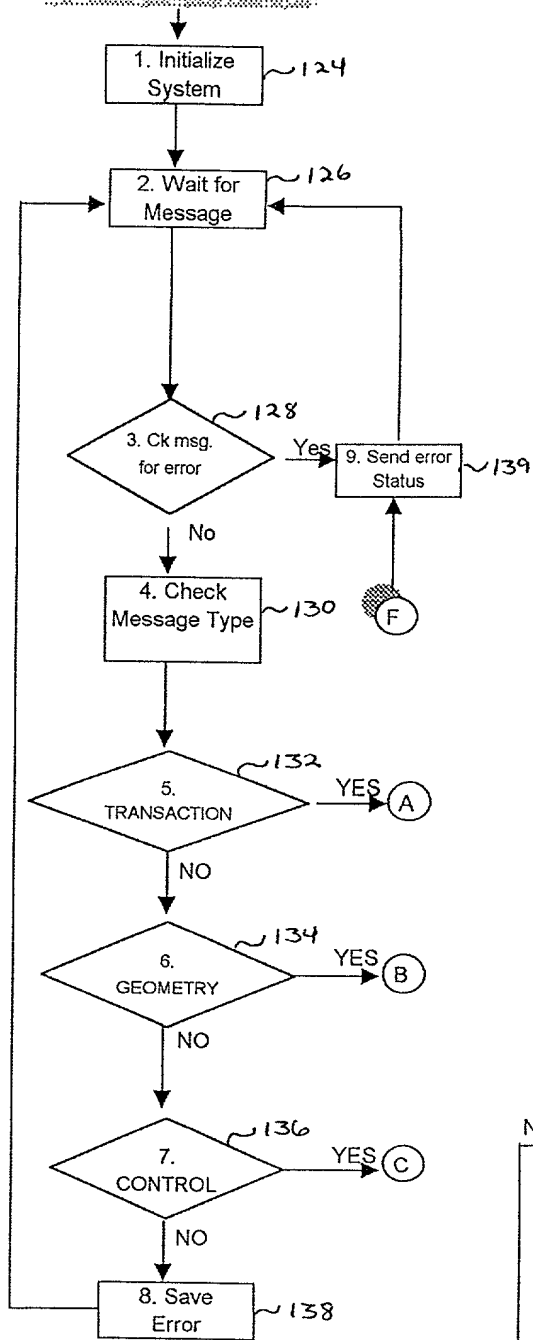 1. Initialize
System
124
2. Wait for
Message
126
3. Ck msg.
for error
128
Yes
9. Send error
Status
139
No
4. Check
Message Type
130
F
5.
TRANSACTION
132
YES
A
NO
6.
GEOMETRY
134
YES
B
NO
7.
CONTROL
136
YES
C
NO
8. Save
Error
138